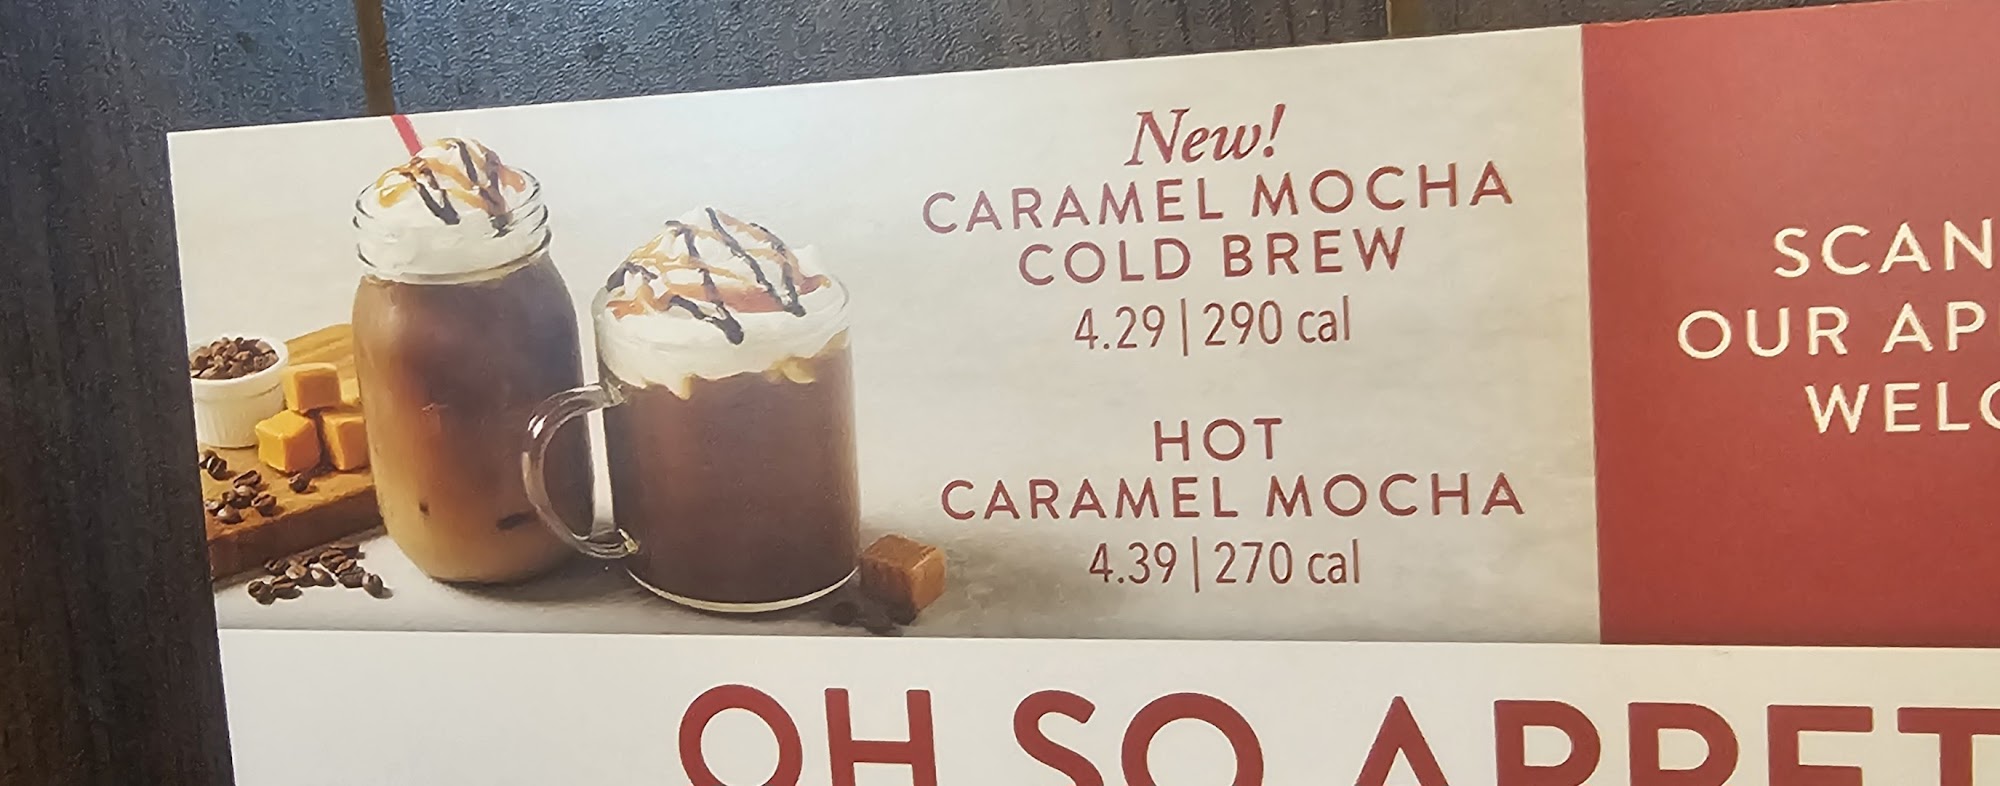 New!
CARAMEL MOCHA
COLD BREW
4.29 | 290 cal
HOT
CARAMEL MOCHA
4.39 | 270 cal
SCAN
OUR AP
WELC
OH SO APPET